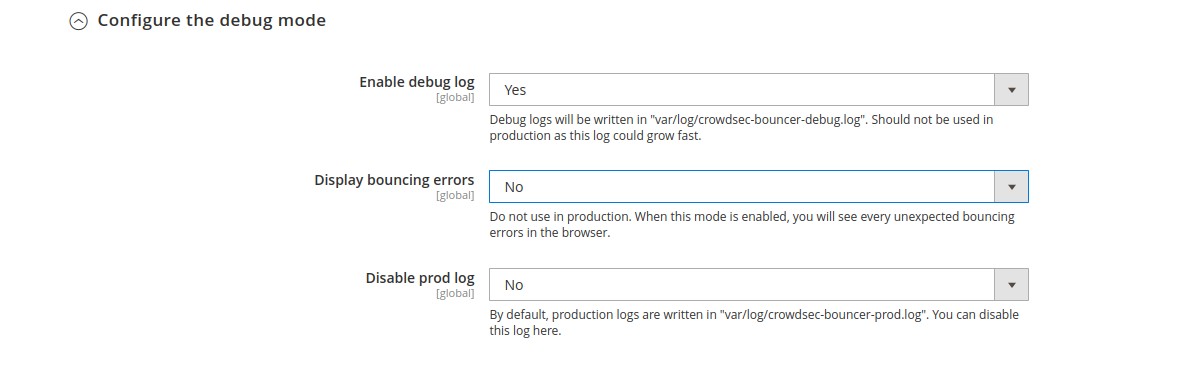 Configure the debug mode
Enable debug log
[global]
Yes
Debug logs will be written in "var/log/crowdsec-bouncer-debug.log". Should not be used in
production as this log could grow fast.
Display bouncing errors
[global]
No
Do not use in production. When this mode is enabled, you will see every unexpected bouncing
errors in the browser.
Disable prod log
[global]
No
By default, production logs are written in "var/log/crowdsec-bouncer-prod.log". You can disable
this log here.